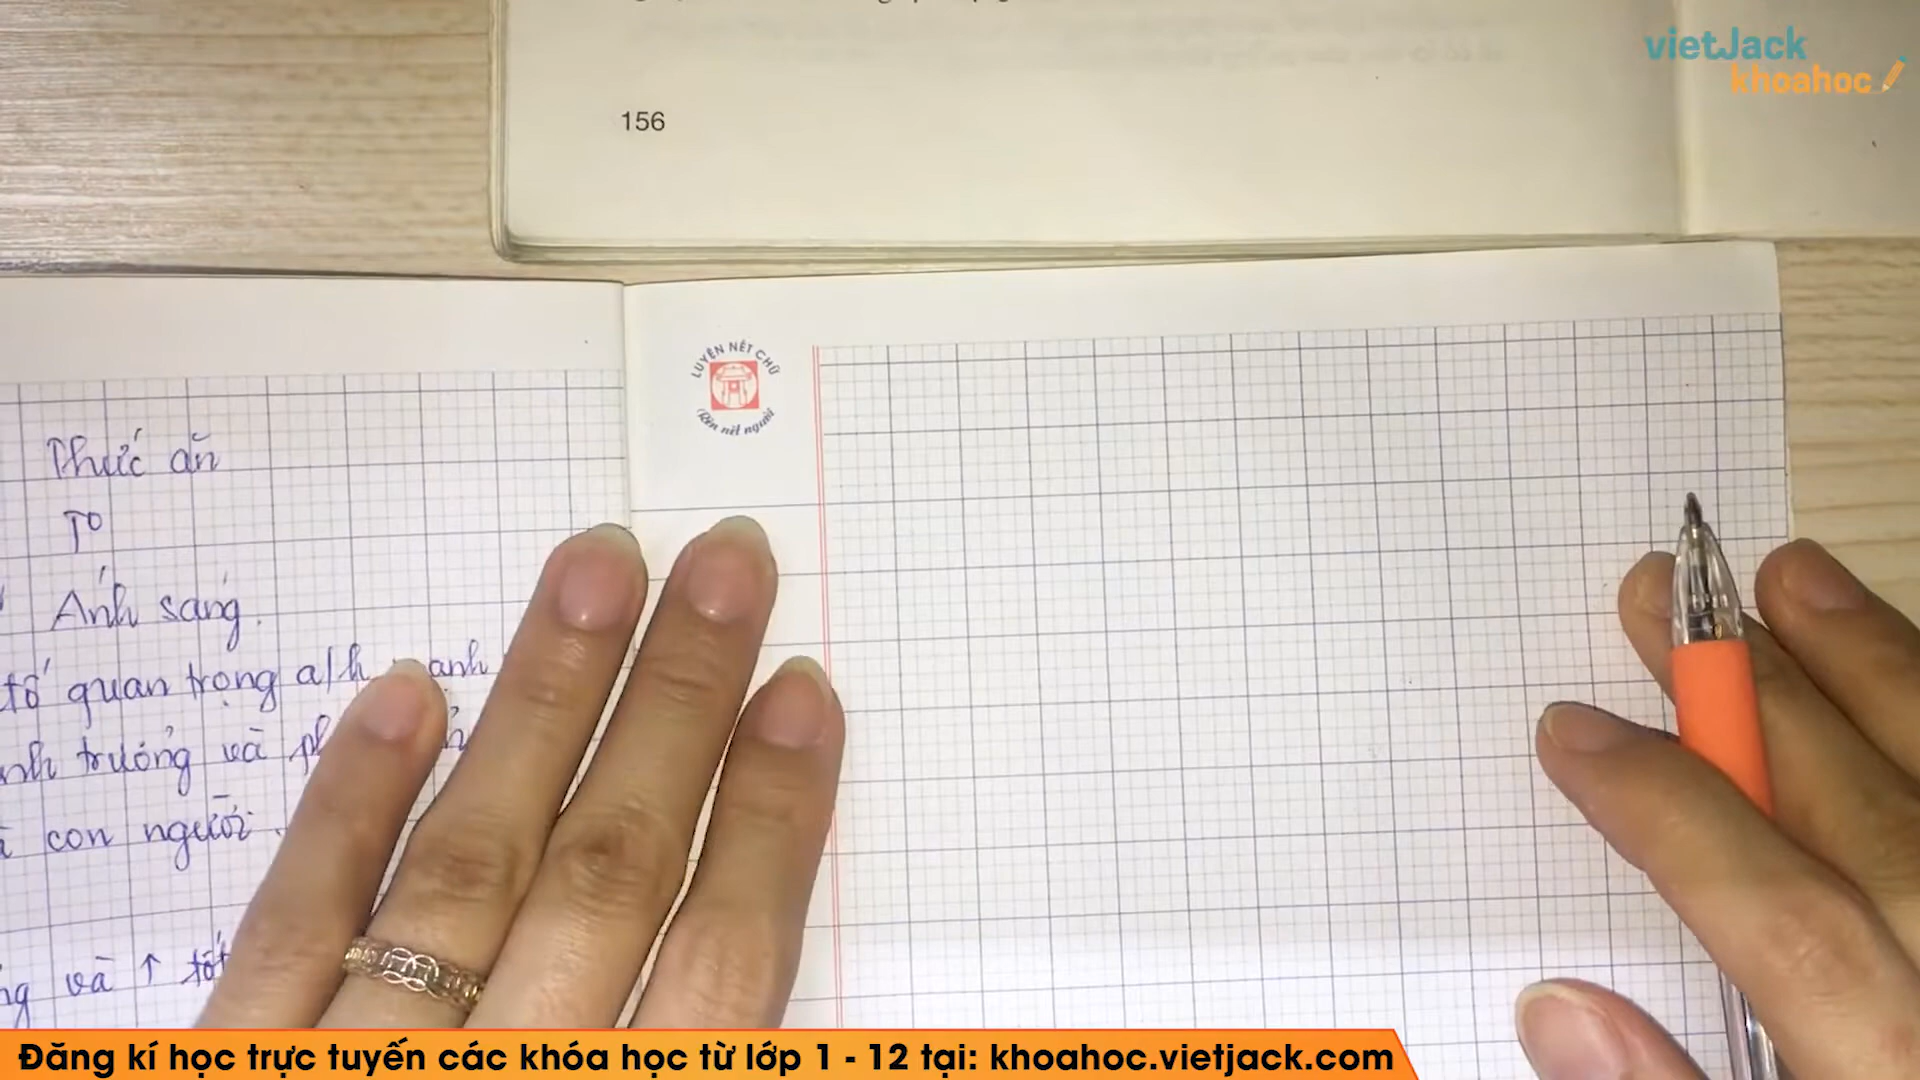 vietJack
khoahoc
156
LUYỆN NÉT CHỮ
Rèn nết người
Thức ăn
T°
Ánh sáng.
tố quan trọng a/h mạnh
trưởng và
con người.
và ↑ tốt
Đăng kí học trực tuyến các khóa học từ lớp 1 - 12 tại: khoahoc.vietjack.com